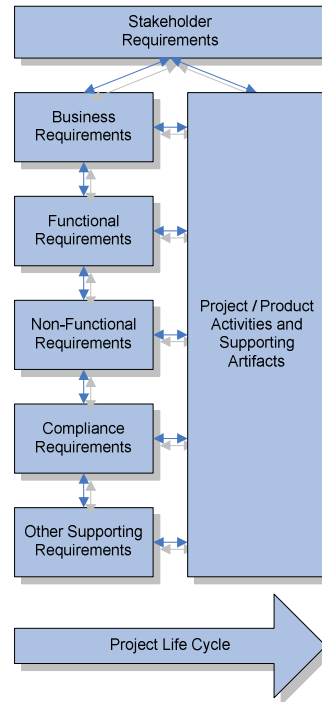 Stakeholder
Requirements
Business
Requirements
Functional
Requirements
Non-Functional
Requirements
Compliance
Requirements
Other Supporting
Requirements
Project / Product
Activities and
Supporting
Artifacts
Project Life Cycle